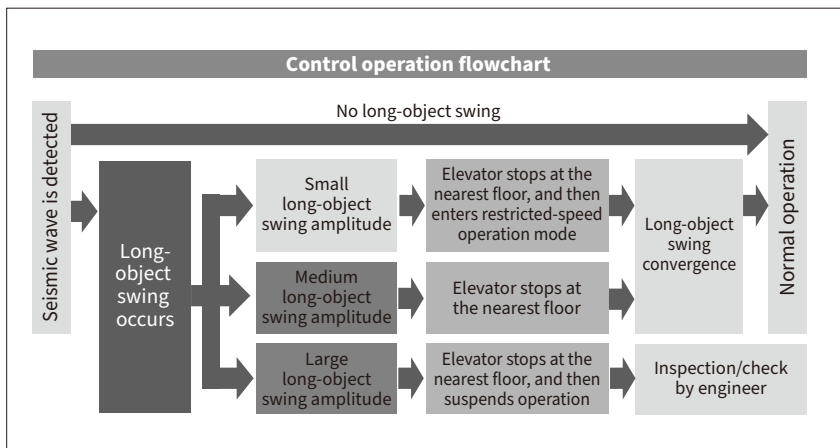 Control operation flowchart
No long-object swing
Seismic wave is detected
Long-
object
swing
occurs
Small
long-object
swing amplitude
Elevator stops at the
nearest floor, and then
enters restricted-speed
operation mode
Long-object
swing
convergence
Normal operation
Medium
long-object
swing amplitude
Elevator stops at
the nearest floor
Large
long-object
swing amplitude
Elevator stops at the
nearest floor, and then
suspends operation
Inspection/check
by engineer